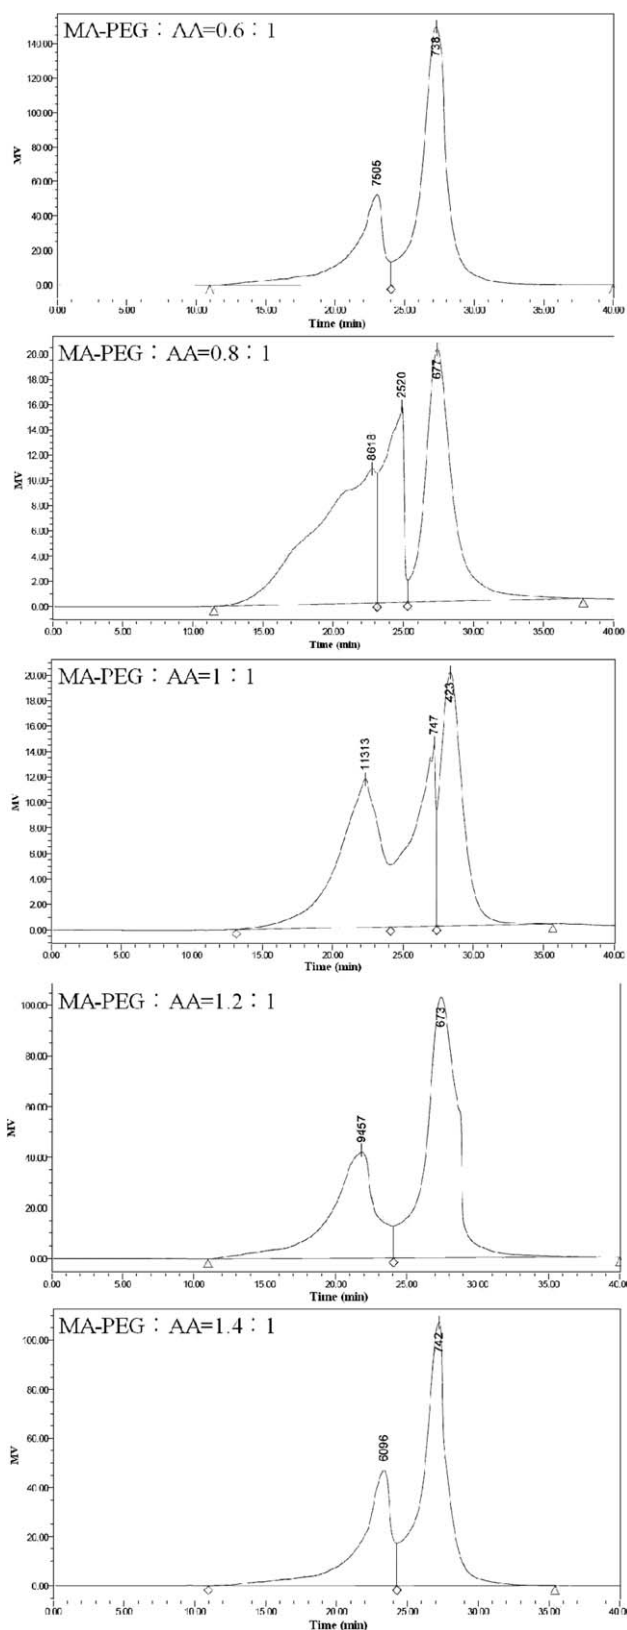 MA-PEG：AA=0.6：1
140.00
120.00
100.00
80.00
60.00
40.00
20.00
0.00
MV
7505
738
0.00 5.00 10.00 15.00 20.00 25.00 30.00 35.00 40.00
Time (min)
MA-PEG：AA=0.8：1
20.00
18.00
16.00
14.00
12.00
10.00
8.00
6.00
4.00
2.00
0.00
MV
8618
2520
677
0.00 5.00 10.00 15.00 20.00 25.00 30.00 35.00 40.00
Time (min)
MA-PEG：AA=1：1
20.00
18.00
16.00
14.00
12.00
10.00
8.00
6.00
4.00
2.00
0.00
MV
11313
747
423
0.00 5.00 10.00 15.00 20.00 25.00 30.00 35.00 40.00
Time (min)
MA-PEG：AA=1.2：1
100.00
80.00
60.00
40.00
20.00
0.00
MV
9457
673
0.00 5.00 10.00 15.00 20.00 25.00 30.00 35.00 40.00
Time (min)
MA-PEG：AA=1.4：1
100.00
80.00
60.00
40.00
20.00
0.00
MV
6096
742
0.00 5.00 10.00 15.00 20.00 25.00 30.00 35.00 40.00
Time (min)